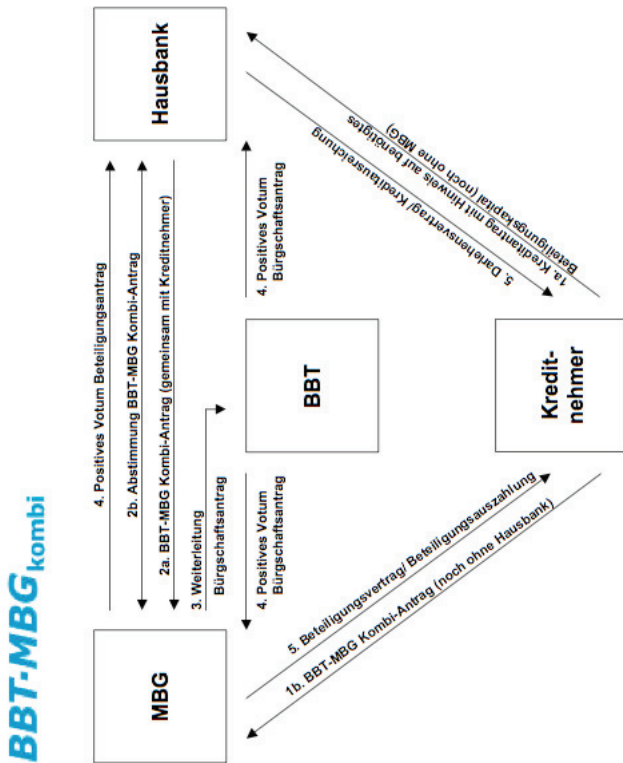 BBT-MBG kombi
MBG
Hausbank
BBT
Kredit-
nehmer
4. Positives Votum Beteiligungsantrag
2b. Abstimmung BBT-MBG Kombi-Antrag
2a. BBT-MBG Kombi-Antrag (gemeinsam mit Kreditnehmer)
3. Weiterleitung
Bürgschaftsantrag
4. Positives Votum
Bürgschaftsantrag
4. Positives Votum
Bürgschaftsantrag
5. Beteiligungsvertrag/ Beteiligungsauszahlung
1b. BBT-MBG Kombi-Antrag (noch ohne Hausbank)
5. Darlehensvertrag/ Kreditausreichung
1a. Kreditantrag mit Hinweis auf benötigtes
Beteiligungskapital (noch ohne MBG)